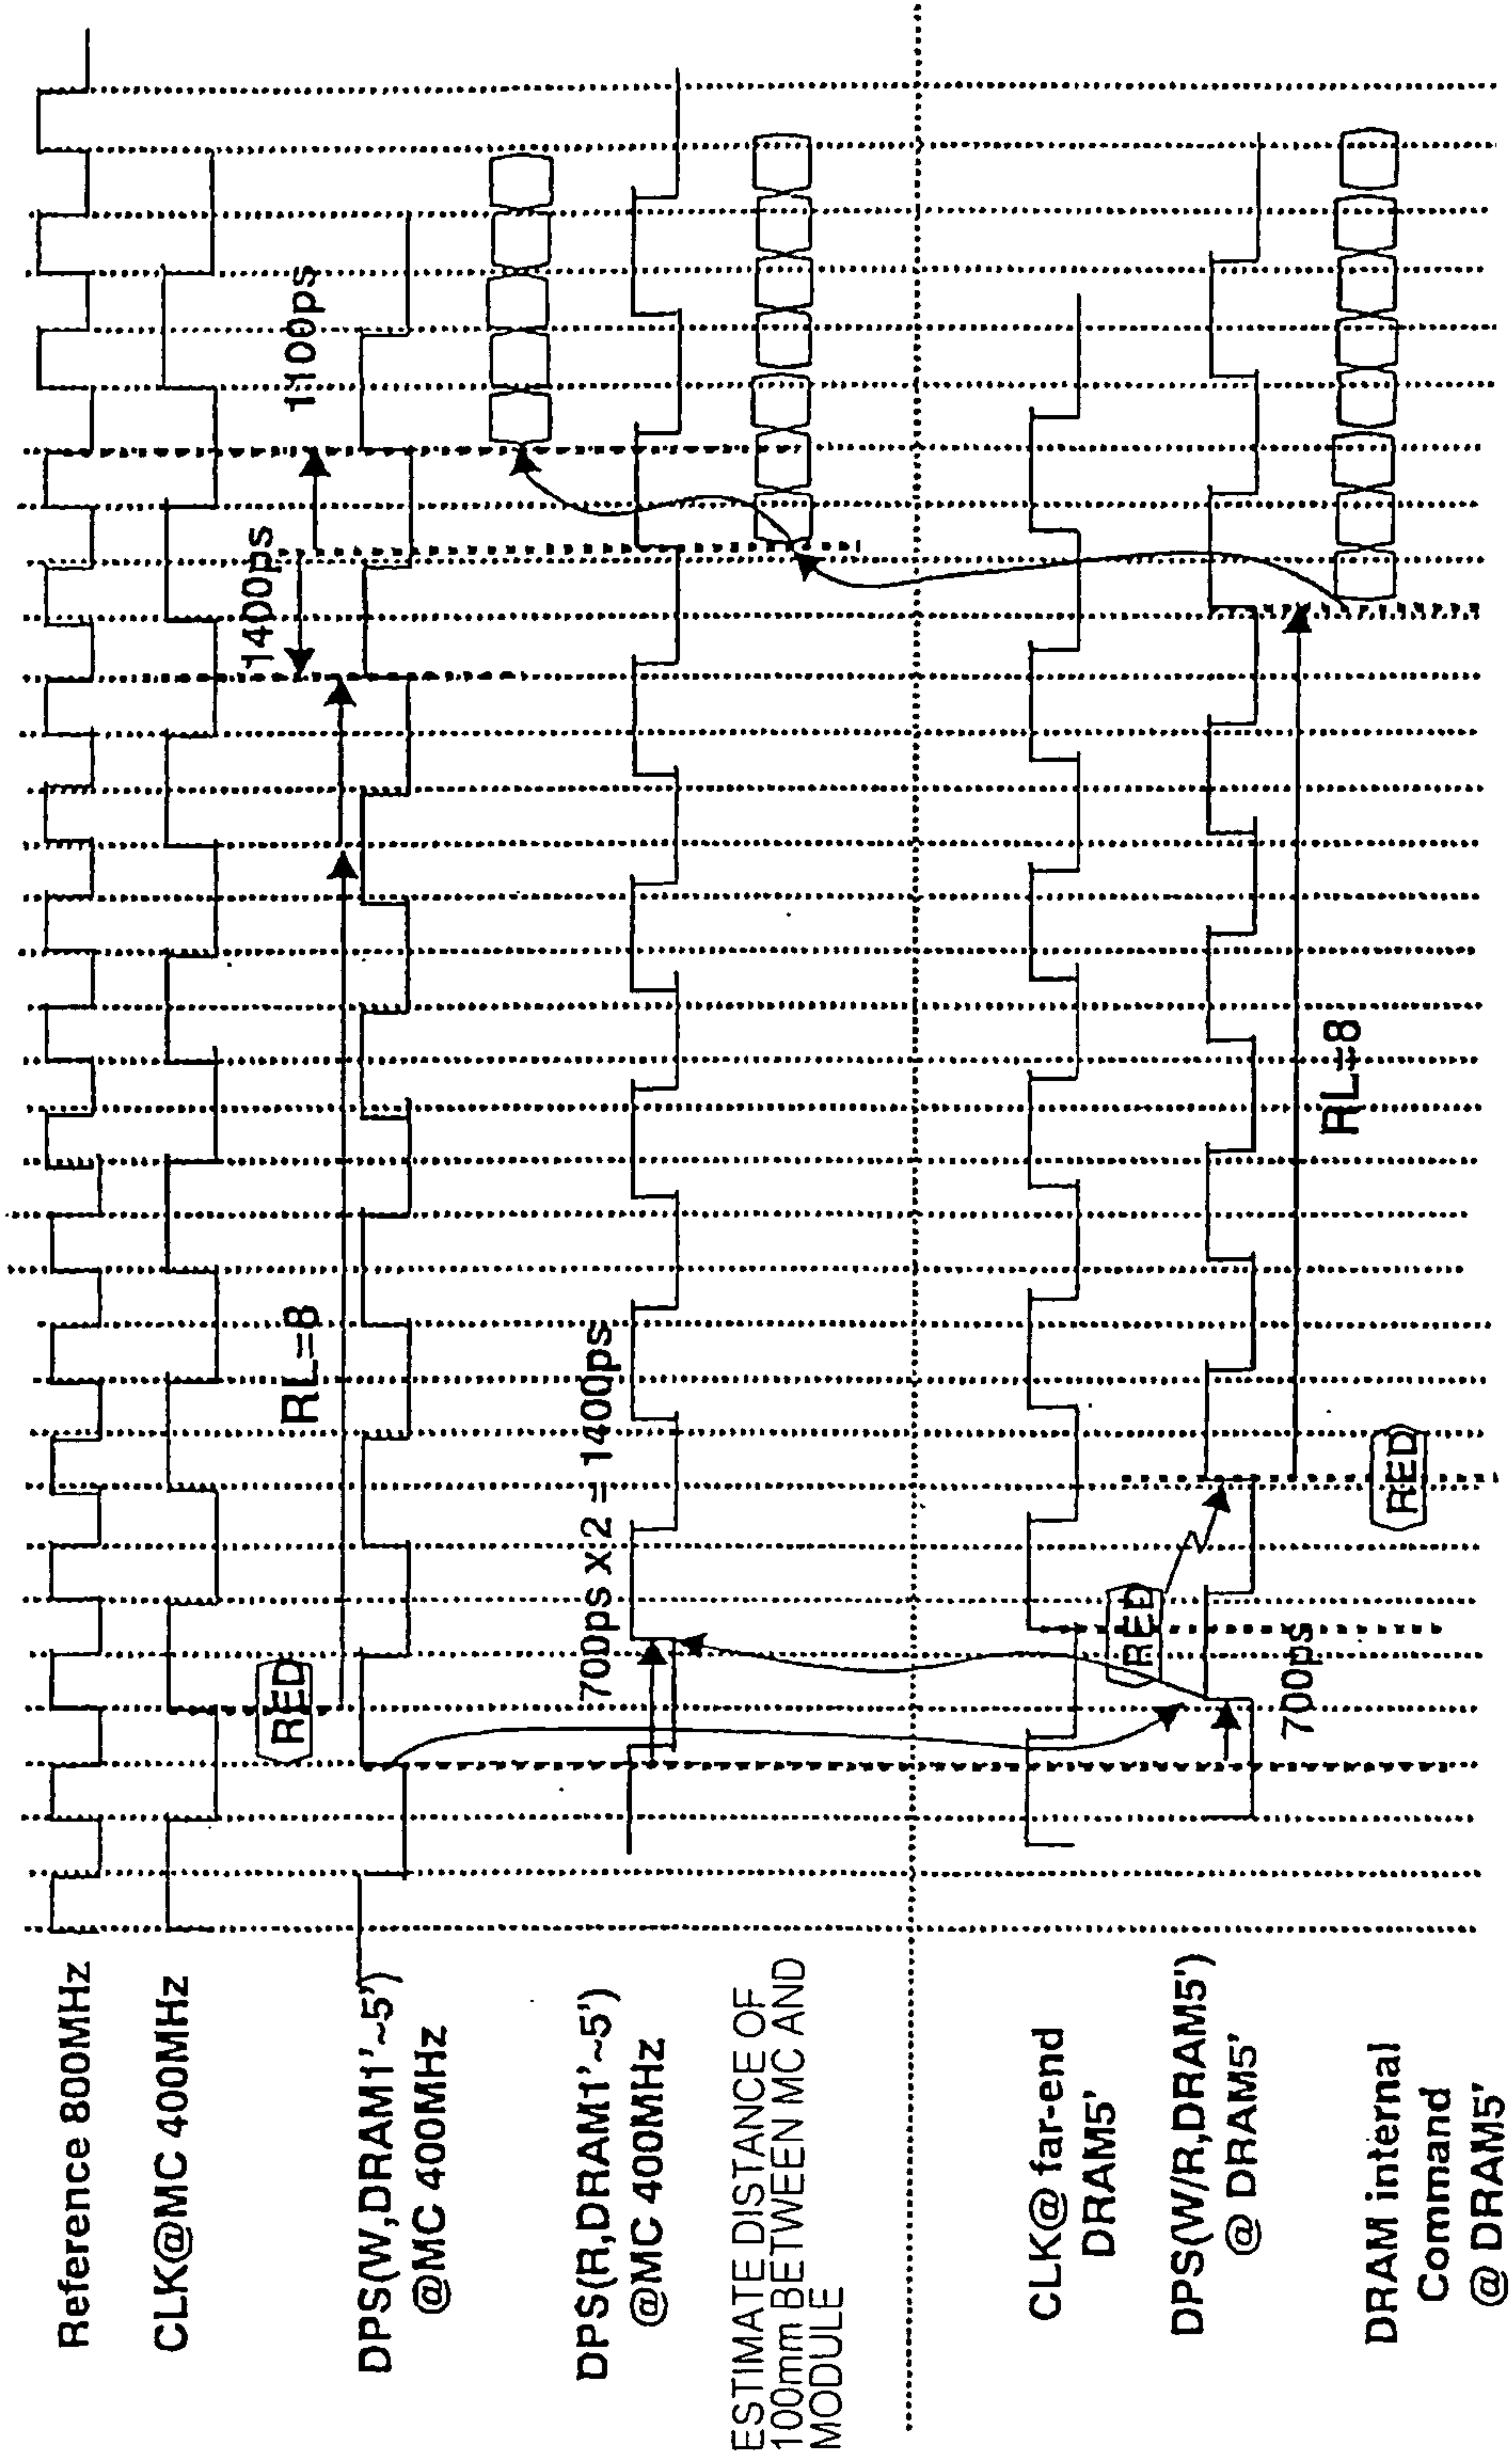 Reference 800MHz
CLK@MC 400MHz
RED
RL=8
1400ps
1100ps
DPS(W,DRAM1'~5')
@MC 400MHz
DPS(R,DRAM1'~5')
@MC 400MHz
700ps x 2 = 1400ps
ESTIMATE DISTANCE OF
100mm BETWEEN MC AND
MODULE
CLK@ far-end
DRAM5'
RED
DPS(W/R,DRAM5')
@ DRAM5'
700ps
RL=8
DRAM internal
Command
@ DRAM5'
RED